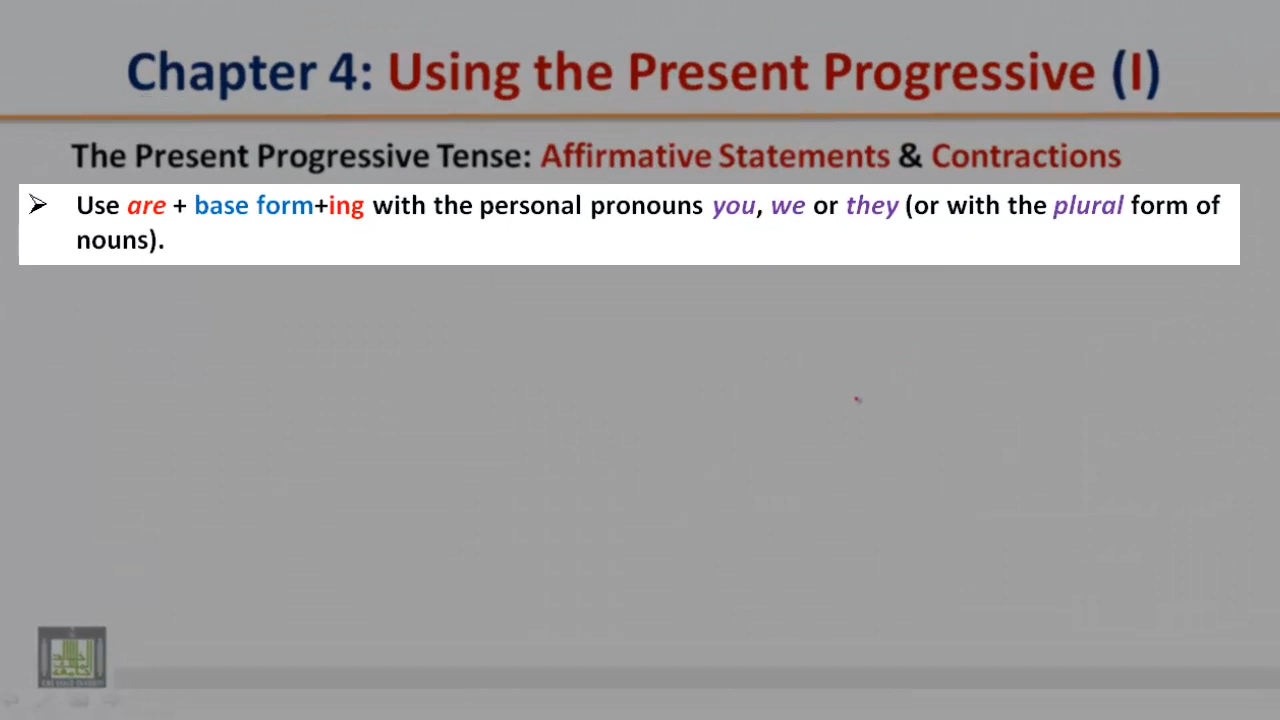 Chapter 4: Using the Present Progressive (I)
The Present Progressive Tense: Affirmative Statements & Contractions
➢ Use are + base form+ing with the personal pronouns you, we or they (or with the plural form of
nouns).